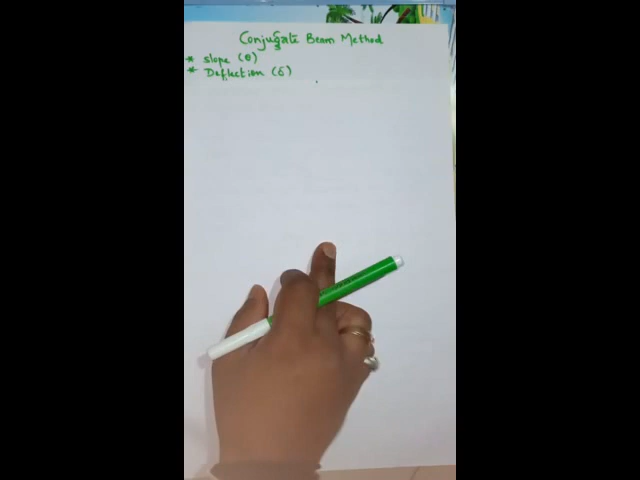 Conjugate Beam Method
* Slope (θ)
* Deflection (δ)